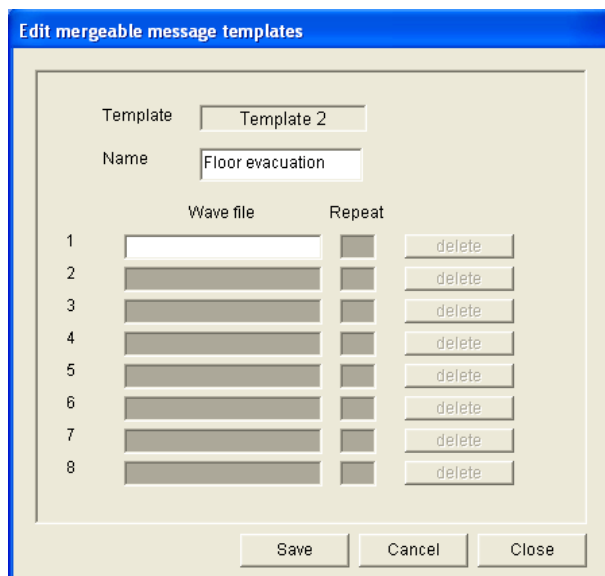 Edit mergeable message templates
Template Template 2
Name Floor evacuation
Wave file Repeat
1 delete
2 delete
3 delete
4 delete
5 delete
6 delete
7 delete
8 delete
Save Cancel Close